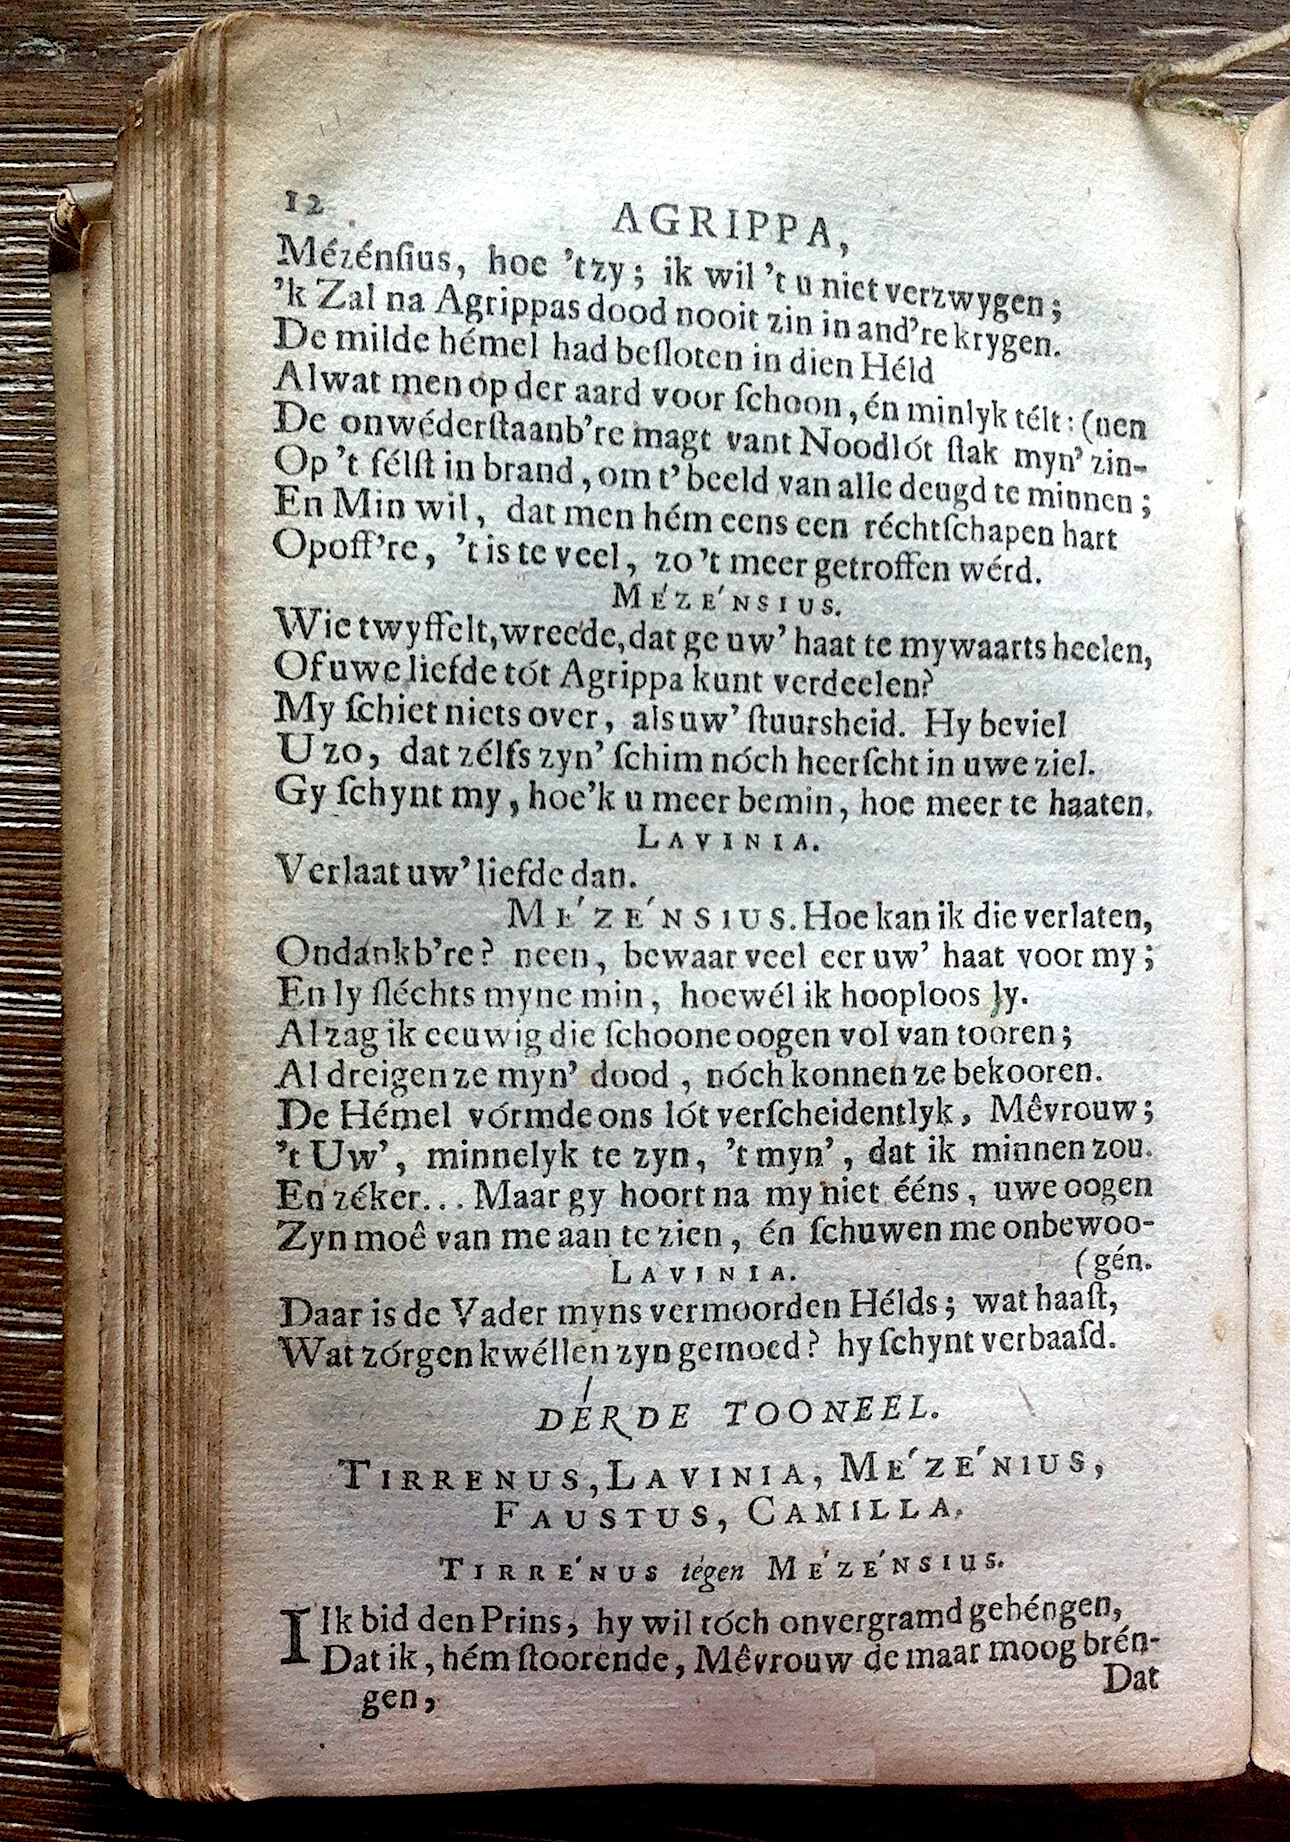 12
AGRIPPA,
Mézénſius, hoe 't zy; ik wil 't u niet verzwygen;
'k Zal na Agrippas dood nooit zin in and're krygen.
De milde hémel had beſloten in dien Héld
Alwat men op der aard voor ſchoon, én minlyk télt: (nen
De onwéderſtaanb're magt vant Noodlót ſtak myn' zin-
Op 't félſt in brand, om t' beeld van alle deugd te minnen;
En Min wil, dat men hém eens een réchtſchapen hart
Opoff're, 't is te veel, zo 't meer getroffen wérd.
MÉZÉNSIUS.
Wie twyffelt, wreede, dat ge uw' haat te mywaarts heelen,
Of uwe liefde tót Agrippa kunt verdeelen?
My ſchiet niets over, als uw' ſtuursheid. Hy beviel
U zo, dat zélfs zyn' ſchim nóch heerſcht in uwe ziel.
Gy ſchynt my, hoe'k u meer bemin, hoe meer te haaten.
LAVINIA.
Verlaat uw' liefde dan.
MÉZÉNSIUS. Hoe kan ik die verlaten,
Ondankb're? neen, bewaar veel eer uw' haat voor my;
En ly ſléchts myne min, hoewél ik hooploos ly.
Al zag ik eeuwig die ſchoone oogen vol van tooren;
Al dreigen ze myn' dood, nóch konnen ze bekooren.
De Hémel vórmde ons lót verſcheidentlyk, Mêvrouw;
't Uw', minnelyk te zyn, 't myn', dat ik minnen zou.
En zéker... Maar gy hoort na my niet ééns, uwe oogen
Zyn moê van me aan te zien, én ſchuwen me onbewoo-
(gén.
LAVINIA.
Daar is de Vader myns vermoorden Hélds; wat haaſt,
Wat zórgen kwéllen zyn gemoed? hy ſchynt verbaaſd.
DÉRDE TOONEEL.
TIRRENUS, LAVINIA, MÉZÉNIUS,
FAUSTUS, CAMILLA.
TIRRÉNUS tégen MÉZÉNSIUS.
IIk bid den Prins, hy wil tóch onvergramd gehéngen,
Dat ik, hém ſtoorende, Mêvrouw de maar moog brén-
gen,
Dat